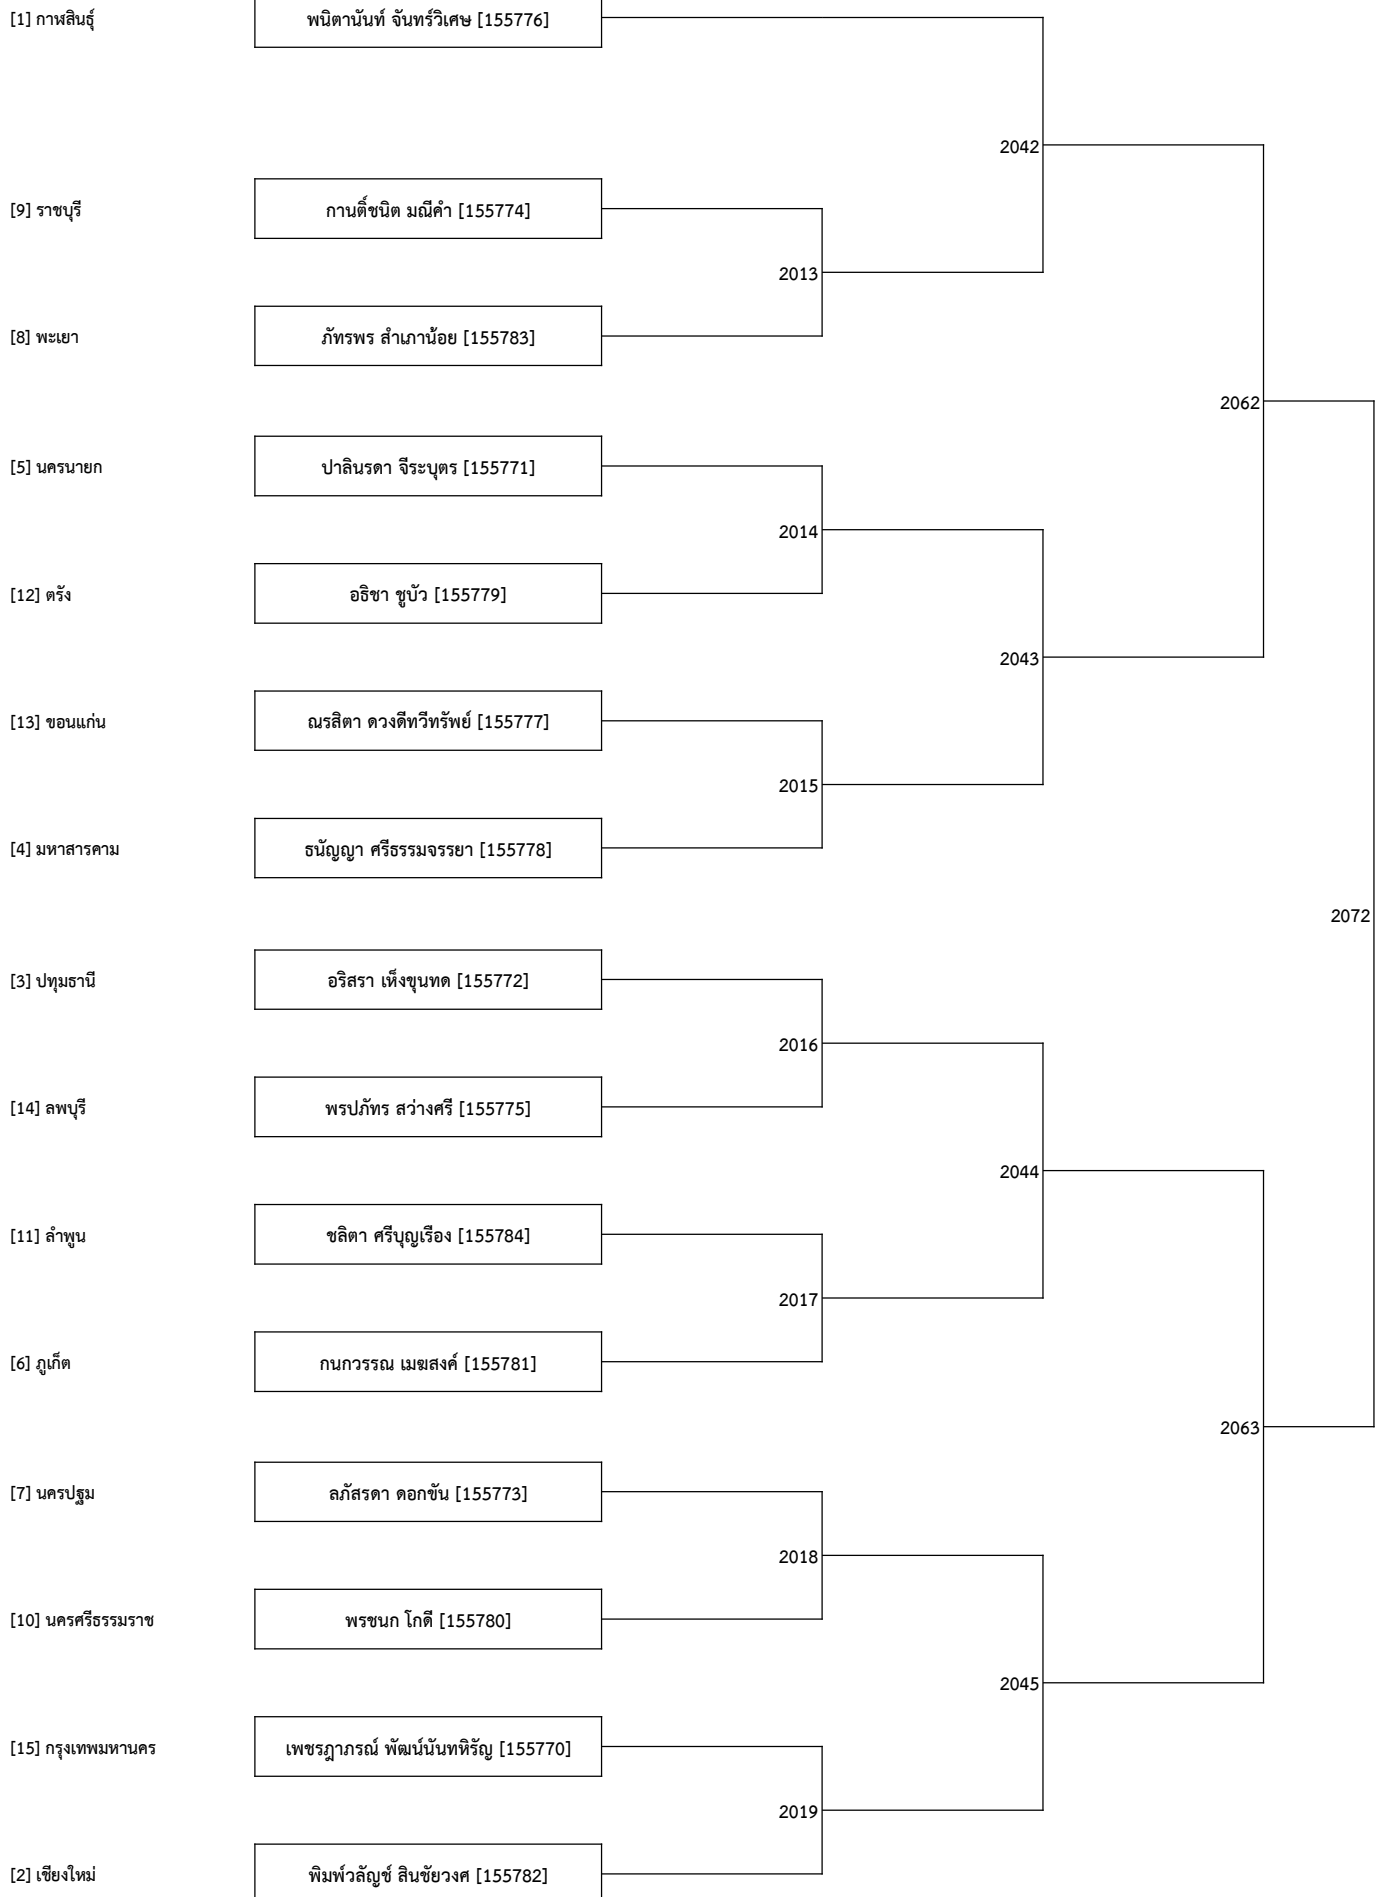 [1] กาฬสินธุ์ พนิตานันท์ จันทร์วิเศษ [155776]
2042
[9] ราชบุรี กานติ์ชนิต มณีคำ [155774]
2013
[8] พะเยา ภัทรพร สำเภาน้อย [155783]
2062
[5] นครนายก ปาลินรดา จีระบุตร [155771]
2014
[12] ตรัง อธิชา ชูบัว [155779]
2043
[13] ขอนแก่น ณรสิตา ดวงดีทวีทรัพย์ [155777]
2015
[4] มหาสารคาม ธนัญญา ศรีธรรมจรรยา [155778]
2072
[3] ปทุมธานี อริสรา เห็งขุนทด [155772]
2016
[14] ลพบุรี พรปภัทร สว่างศรี [155775]
2044
[11] ลำพูน ชลิตา ศรีบุญเรือง [155784]
2017
[6] ภูเก็ต กนกวรรณ เมฆสงค์ [155781]
2063
[7] นครปฐม ลภัสรดา ดอกขัน [155773]
2018
[10] นครศรีธรรมราช พรชนก โกดี [155780]
2045
[15] กรุงเทพมหานคร เพชรฎาภรณ์ พัฒน์นันทหิรัญ [155770]
2019
[2] เชียงใหม่ พิมพ์วลัญช์ สินชัยวงศ [155782]